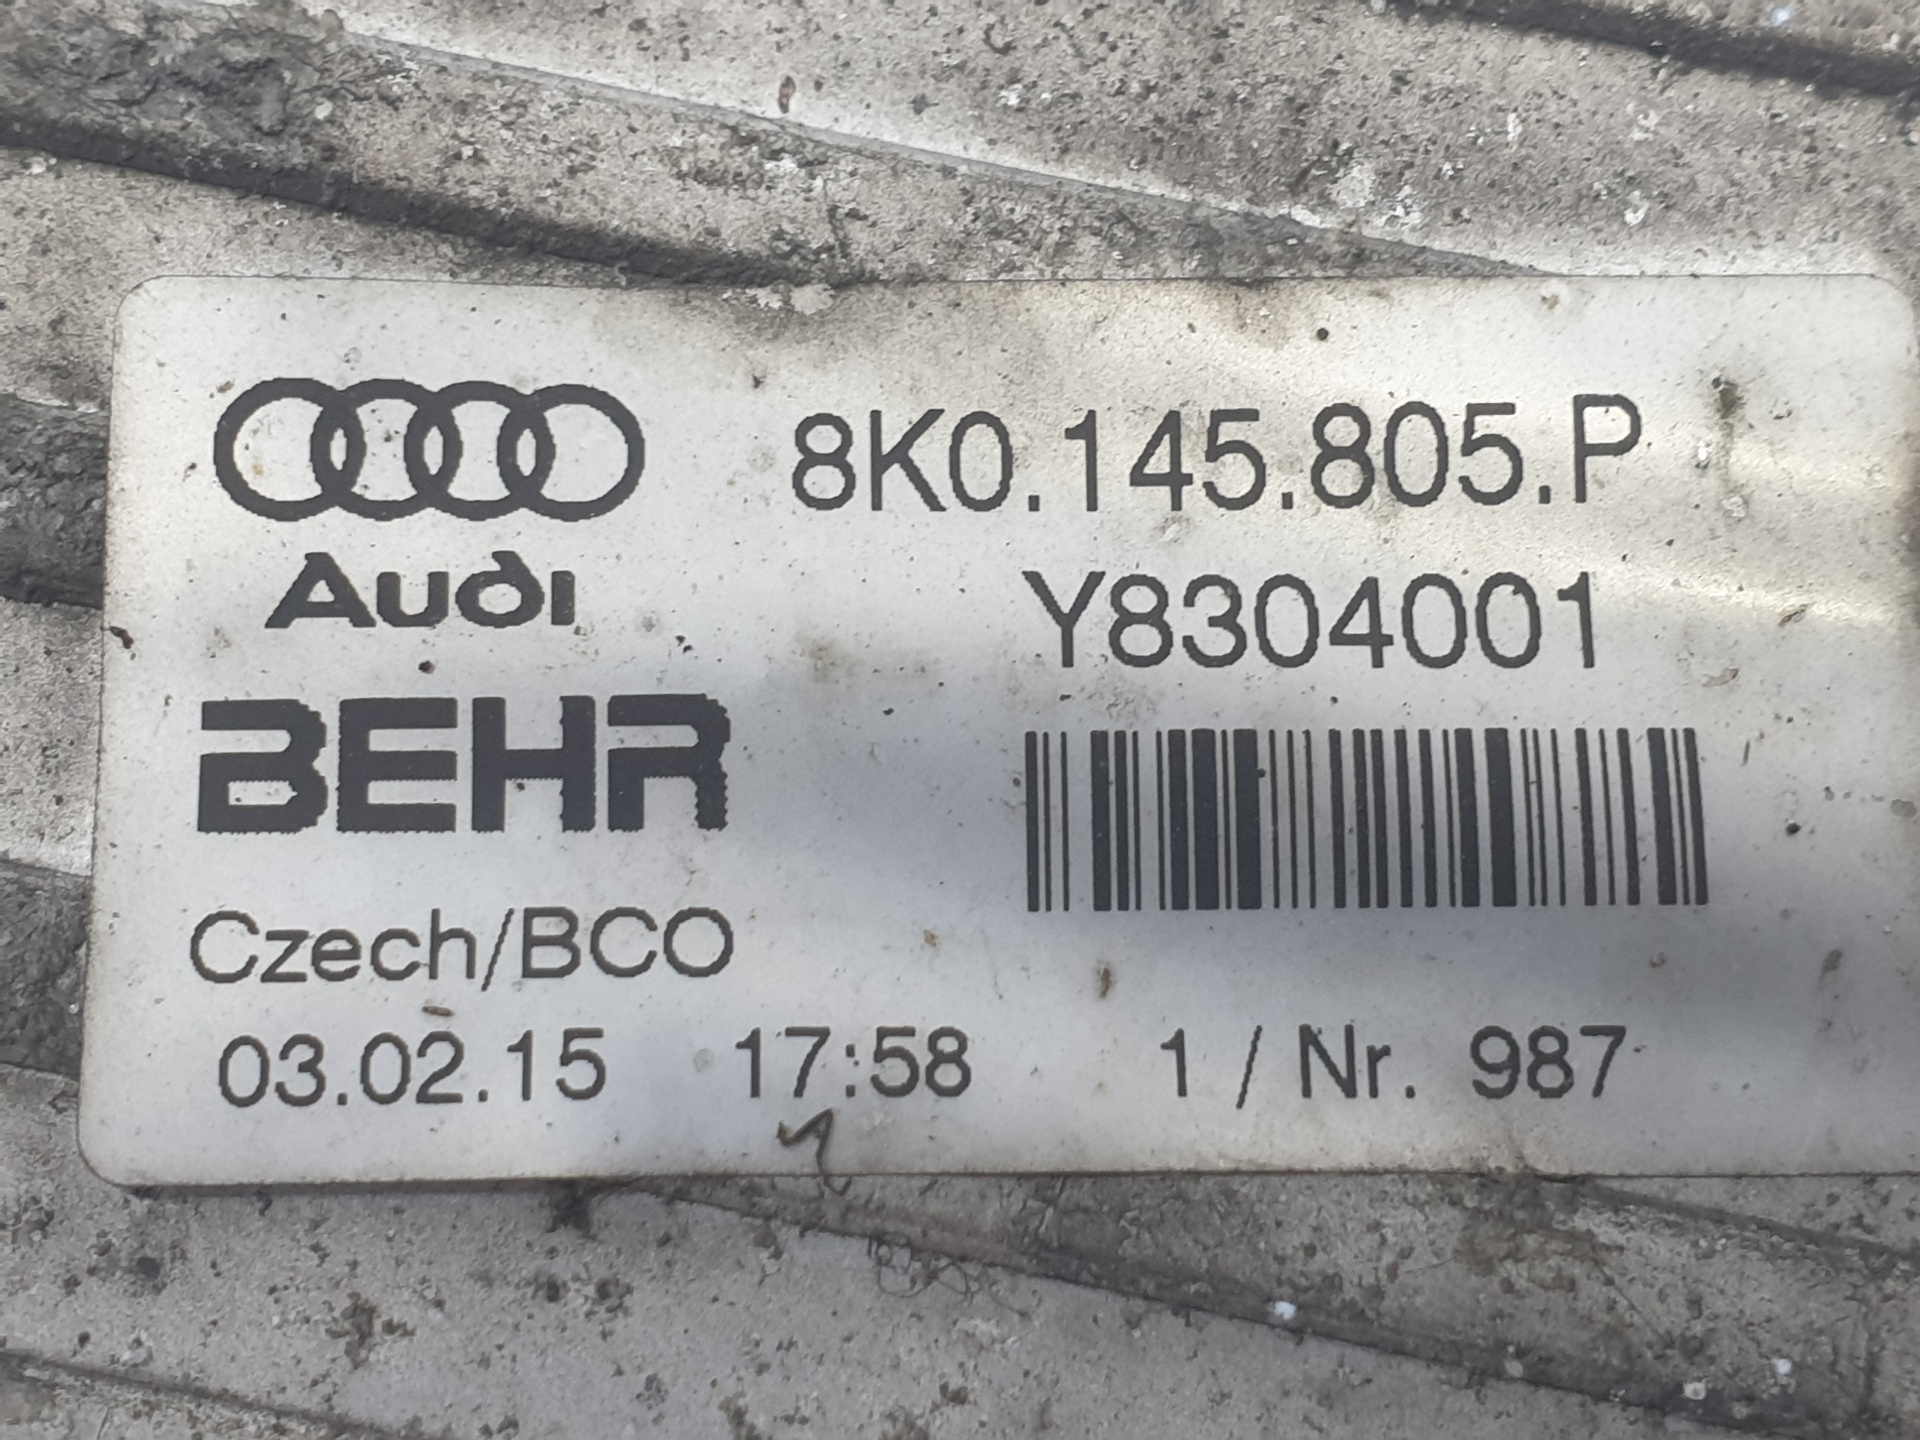 8K0.145.805.P
Audi
Y8304001
BEHR
Czech/BCO
03.02.15 17:58 1 / Nr. 987